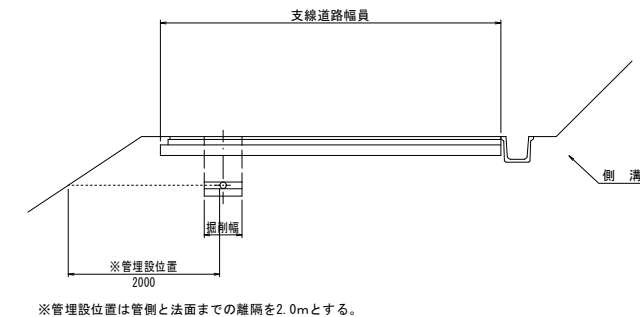 支線道路幅員
側 溝
掘削幅
※管埋設位置
2000
※管埋設位置は管側と法面までの離隔を2.0mとする。